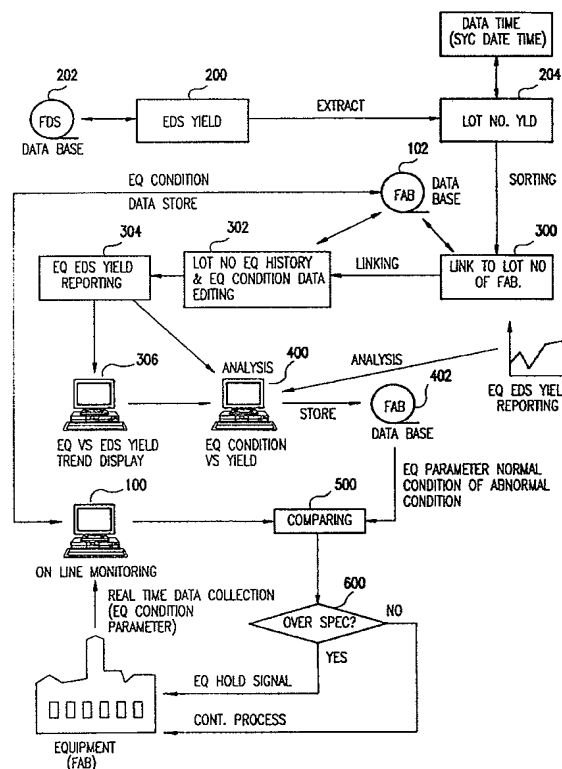 DATA TIME
(SYC DATE TIME)
202
200
204
FDS
EDS YIELD
EXTRACT
LOT NO. YLD
DATA BASE
102
EQ CONDITION
DATA STORE
FAB
DATA
BASE
SORTING
304
302
300
EQ EDS YIELD
REPORTING
LOT NO EQ HISTORY
& EQ CONDITION DATA
EDITING
LINKING
LINK TO LOT NO
OF FAB.
306
ANALYSIS
400
ANALYSIS
402
EQ EDS YIELD
REPORTING
FAB
STORE
DATA BASE
EQ VS EDS YIELD
TREND DISPLAY
EQ CONDITION
VS YIELD
100
500
EQ PARAMETER NORMAL
CONDITION OF ABNORMAL
CONDITION
COMPARING
ON LINE MONITORING
REAL TIME DATA COLLECTION
(EQ CONDITION
PARAMETER)
600
OVER SPEC?
NO
YES
EQ HOLD SIGNAL
CONT. PROCESS
EQUIPMENT
(FAB)